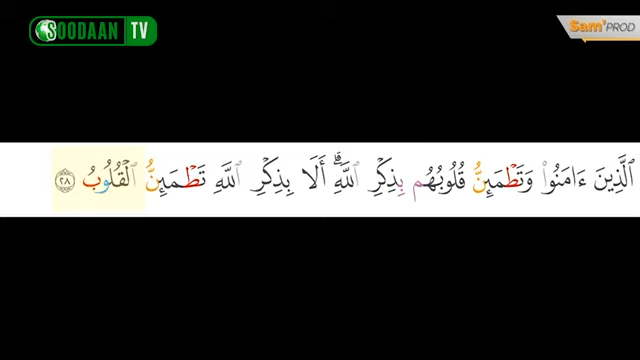 SOODAAN TV
Sam'PROD
ٱلَّذِينَ ءَامَنُوا۟ وَتَطْمَئِنُّ قُلُوبُهُم بِذِكْرِ ٱللَّهِ ۗ أَلَا بِذِكْرِ ٱللَّهِ تَطْمَئِنُّ ٱلْقُلُوبُ ٢٨